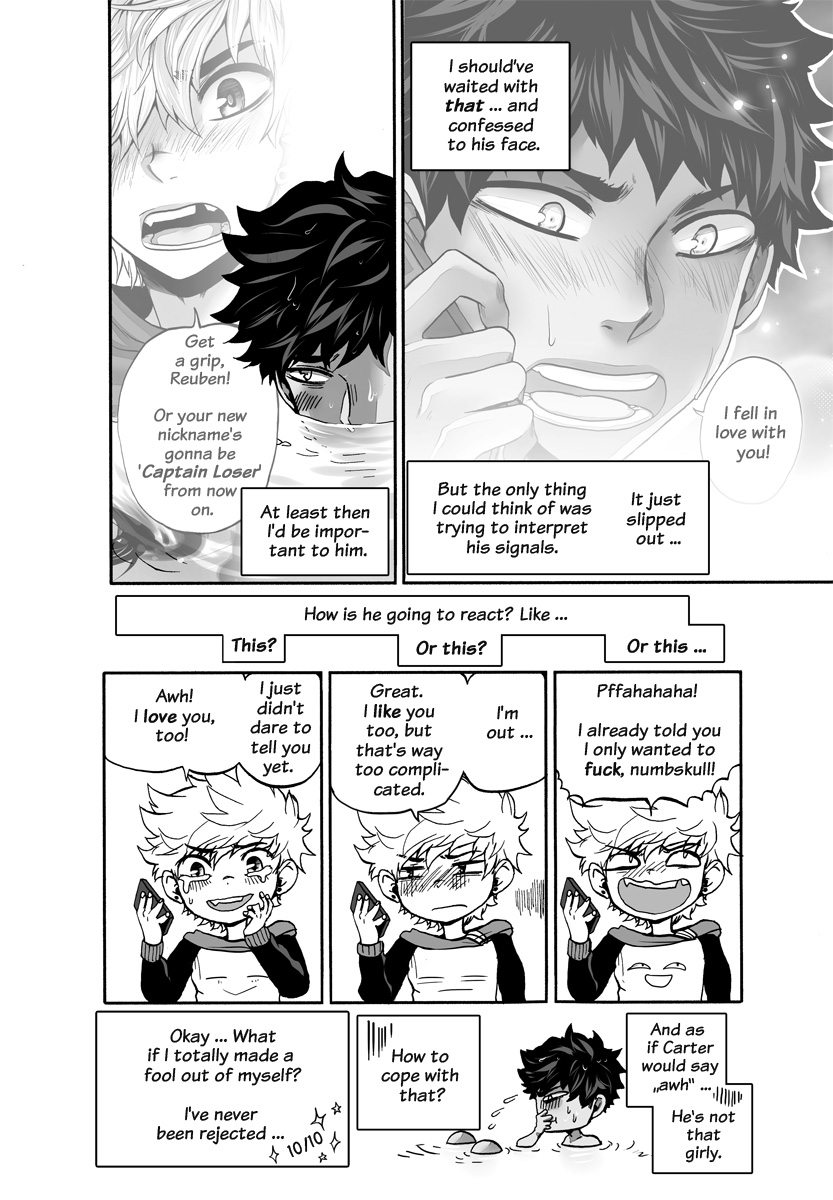 I should've
waited with
that ... and
confessed
to his face.
Get
a grip,
Reuben!
Or your new
nickname's
gonna be
'Captain Loser'
from now
on.
At least then
I'd be impor-
tant to him.
I fell in
love with
you!
But the only thing
I could think of was
trying to interpret
his signals.
It just
slipped
out ...
How is he going to react? Like ...
This?
Or this?
Or this ...
Awh!
I love you,
too!
I just
didn't
dare to
tell you
yet.
Great.
I like you
too, but
that's way
too compli-
cated.
I'm
out ...
Pffahahaha!
I already told you
I only wanted to
fuck, numbskull!
Okay ... What
if I totally made a
fool out of myself?
I've never
been rejected ...
10/10
How to
cope with
that?
And as
if Carter
would say
„awh“ ...
He's not
that
girly.